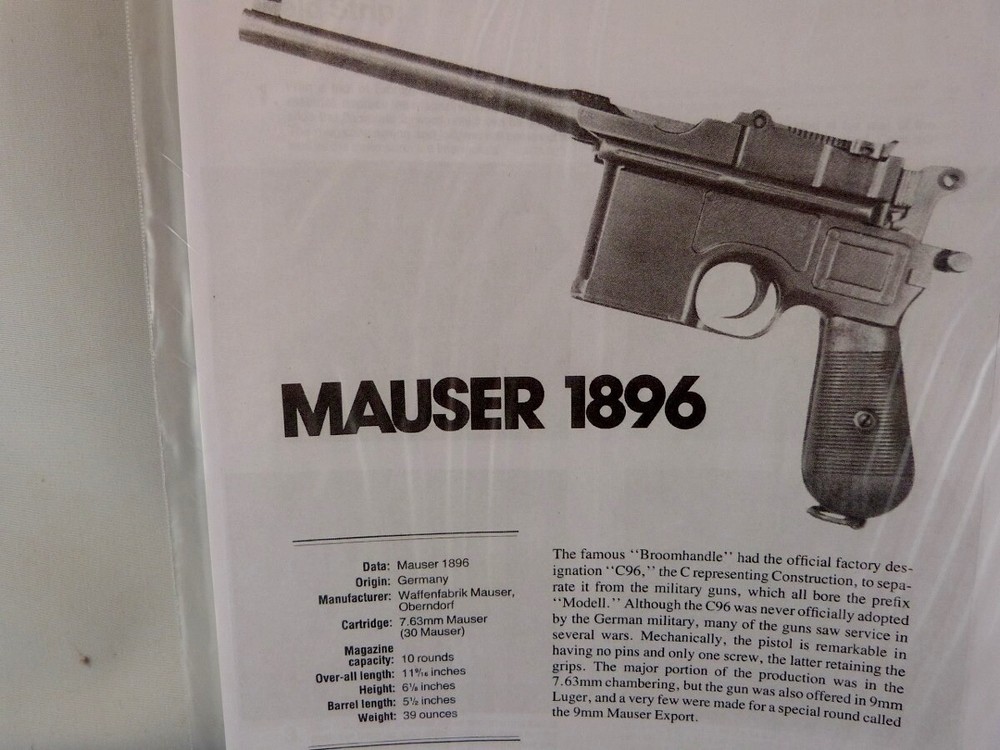 MAUSER 1896
Data: Mauser 1896
Origin: Germany
Manufacturer: Waffenfabrik Mauser,
Oberndorf
Cartridge: 7.63mm Mauser
(30 Mauser)
Magazine
capacity: 10 rounds
Over-all length: 11⁹⁄₁₆ inches
Height: 6⅛ inches
Barrel length: 5½ inches
Weight: 39 ounces
The famous ‘‘Broomhandle’’ had the official factory des-
ignation ‘‘C96,’’ the C representing Construction, to sepa-
rate it from the military guns, which all bore the prefix
‘‘Modell.’’ Although the C96 was never officially adopted
by the German military, many of the guns saw service in
several wars. Mechanically, the pistol is remarkable in
having no pins and only one screw, the latter retaining the
grips. The major portion of the production was in the
7.63mm chambering, but the gun was also offered in 9mm
Luger, and a very few were made for a special round called
the 9mm Mauser Export.